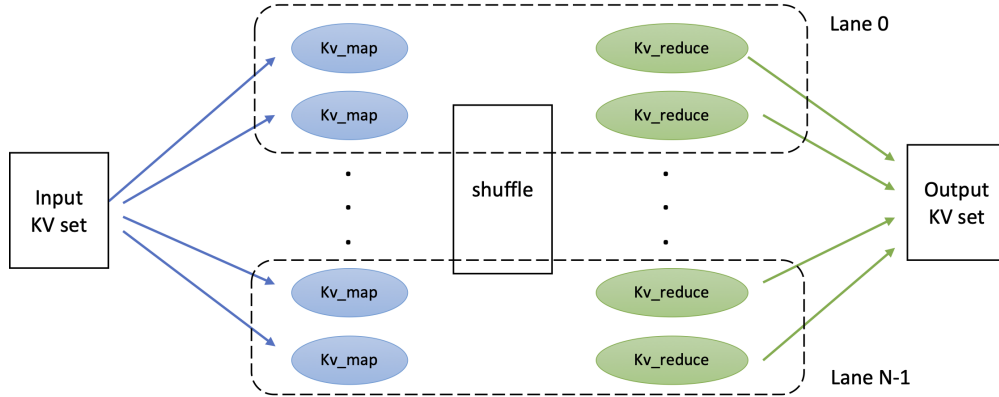 Lane 0
Kv_map
Kv_reduce
Kv_map
Kv_reduce
Input
KV set
shuffle
Output
KV set
Kv_map
Kv_reduce
Kv_map
Kv_reduce
Lane N-1